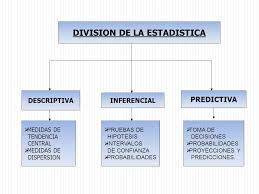 DIVISION DE LA ESTADISTICA
DESCRIPTIVA
INFERENCIAL
PREDICTIVA
➢MEDIDAS DE
TENDENCIA
CENTRAL
➢MEDIDAS DE
DISPERSION
➢PRUEBAS DE
HIPOTESIS
➢INTERVALOS
DE CONFIANZA
➢PROBABILIDADES
➢TOMA DE
DECISIONES
➢PROBABILIDADES
➢PROYECCIONES Y
PREDICCIONES.